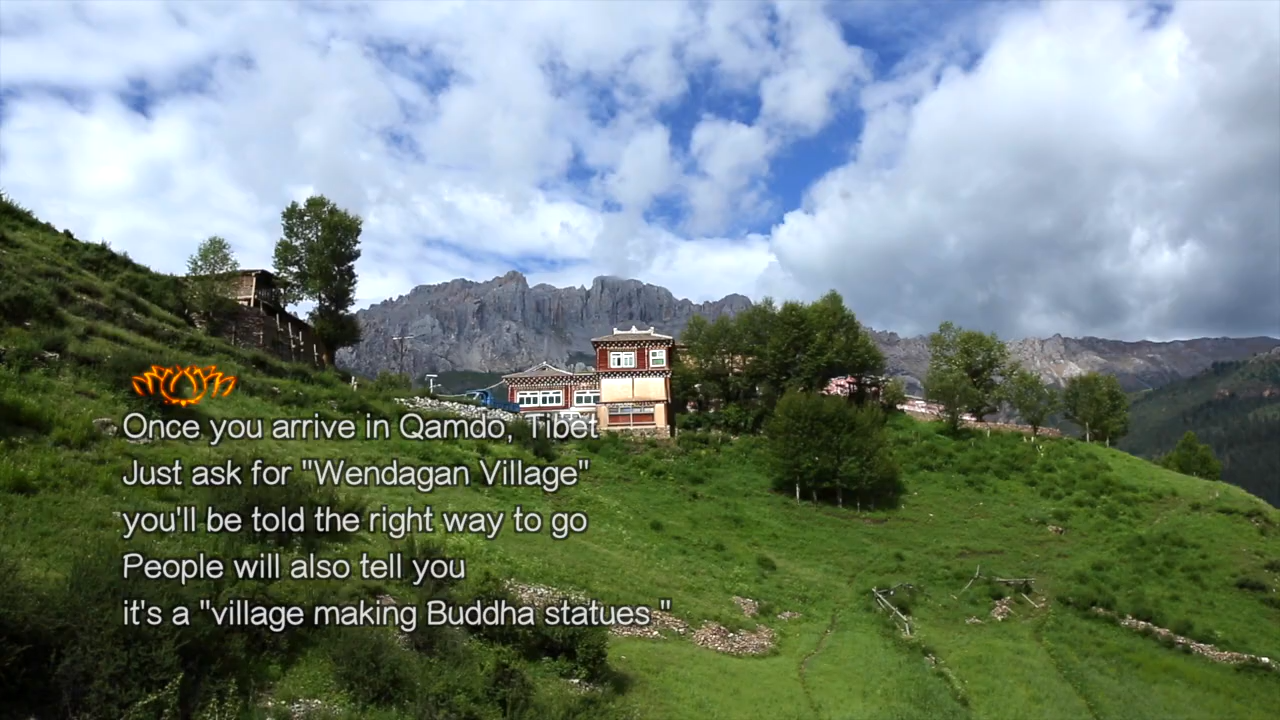 Once you arrive in Qamdo, Tibet
Just ask for "Wendagan Village"
you'll be told the right way to go
People will also tell you
it's a "village making Buddha statues "